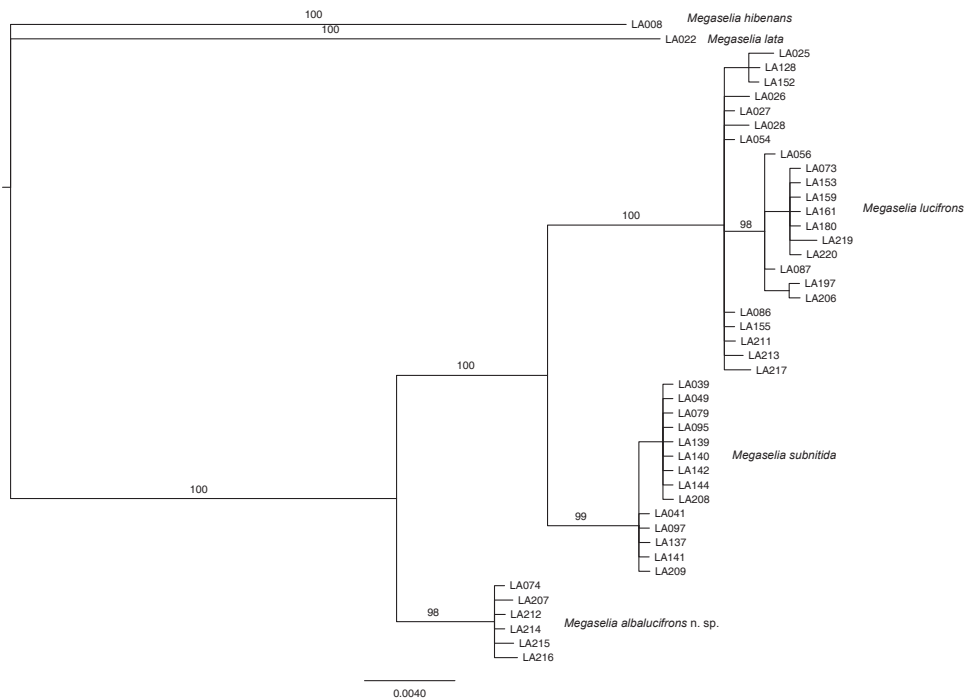 100
LA008 Megaselia hibenans
100
LA022 Megaselia lata
LA025
LA128
LA152
LA026
LA027
LA028
LA054
LA056
LA073
LA153
LA159
LA161 Megaselia lucifrons
LA180
100
98
LA219
LA220
LA087
LA197
LA206
LA086
LA155
LA211
LA213
LA217
100
LA039
LA049
LA079
LA095
LA139
LA140 Megaselia subnitida
LA142
LA144
LA208
100
LA041
99
LA097
LA137
LA141
LA209
LA074
LA207
98
LA212
LA214 Megaselia albalucifrons n. sp.
LA215
LA216
0.0040